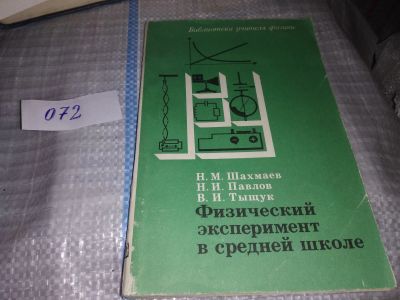 Библиотека учителя физики
072
Н. М. Шахмаев
Н. И. Павлов
В. И. Тыщук
Физический
эксперимент
в средней школе